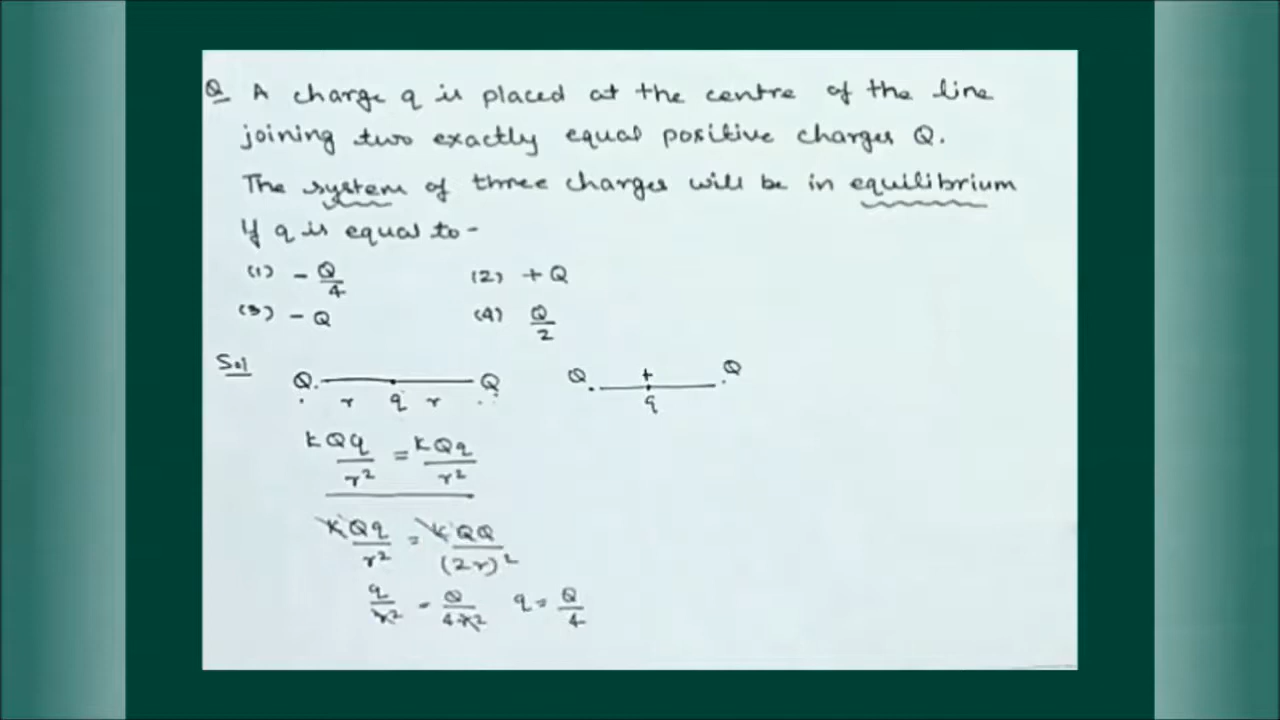 Q A charge q is placed at the centre of the line
joining two exactly equal positive charges Q.
The system of three charges will be in equilibrium
If q is equal to -
(1) - Q/4 (2) + Q
(3) - Q (4) Q/2
Sol
Q r q r Q Q + q Q
kQq/r² = kQq/r²
kQq/r² = kQQ/(2r)²
q/r² = Q/4r² q = Q/4